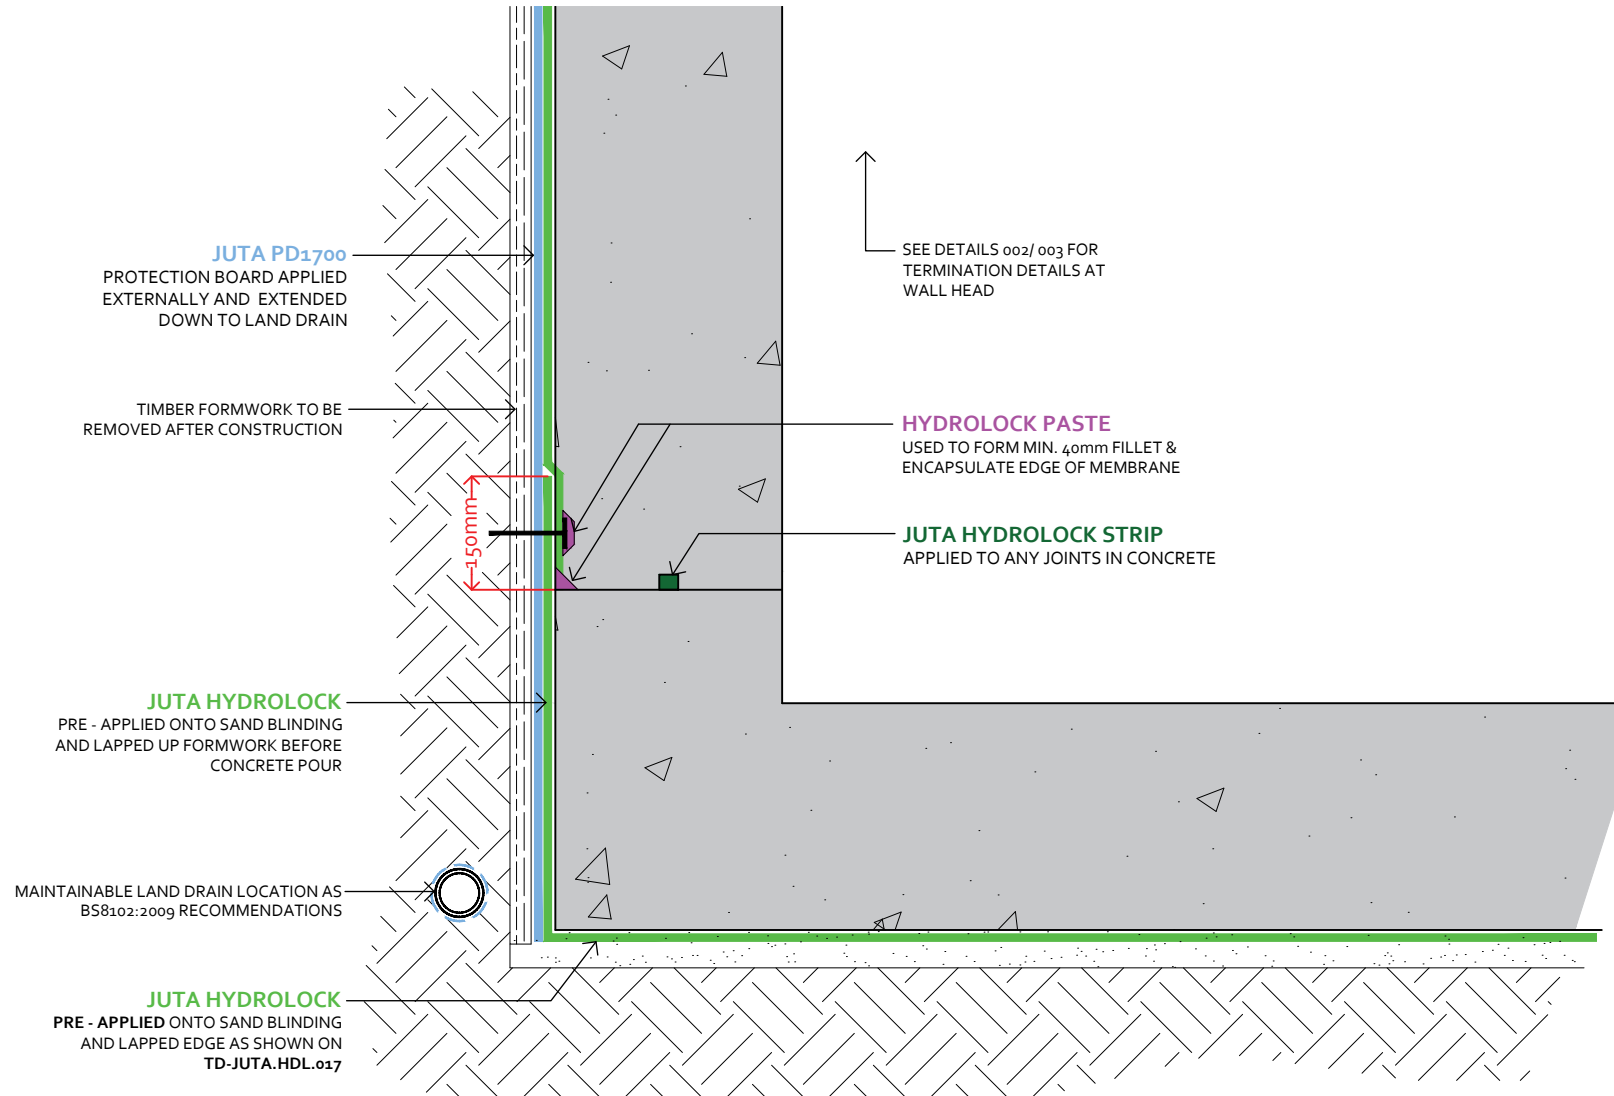 JUTA PD1700
PROTECTION BOARD APPLIED
EXTERNALLY AND EXTENDED
DOWN TO LAND DRAIN
TIMBER FORMWORK TO BE
REMOVED AFTER CONSTRUCTION
150mm
JUTA HYDROLOCK
PRE - APPLIED ONTO SAND BLINDING
AND LAPPED UP FORMWORK BEFORE
CONCRETE POUR
MAINTAINABLE LAND DRAIN LOCATION AS
BS8102:2009 RECOMMENDATIONS
JUTA HYDROLOCK
PRE - APPLIED ONTO SAND BLINDING
AND LAPPED EDGE AS SHOWN ON
TD-JUTA.HDL.017
SEE DETAILS 002/ 003 FOR
TERMINATION DETAILS AT
WALL HEAD
HYDROLOCK PASTE
USED TO FORM MIN. 40mm FILLET &
ENCAPSULATE EDGE OF MEMBRANE
JUTA HYDROLOCK STRIP
APPLIED TO ANY JOINTS IN CONCRETE